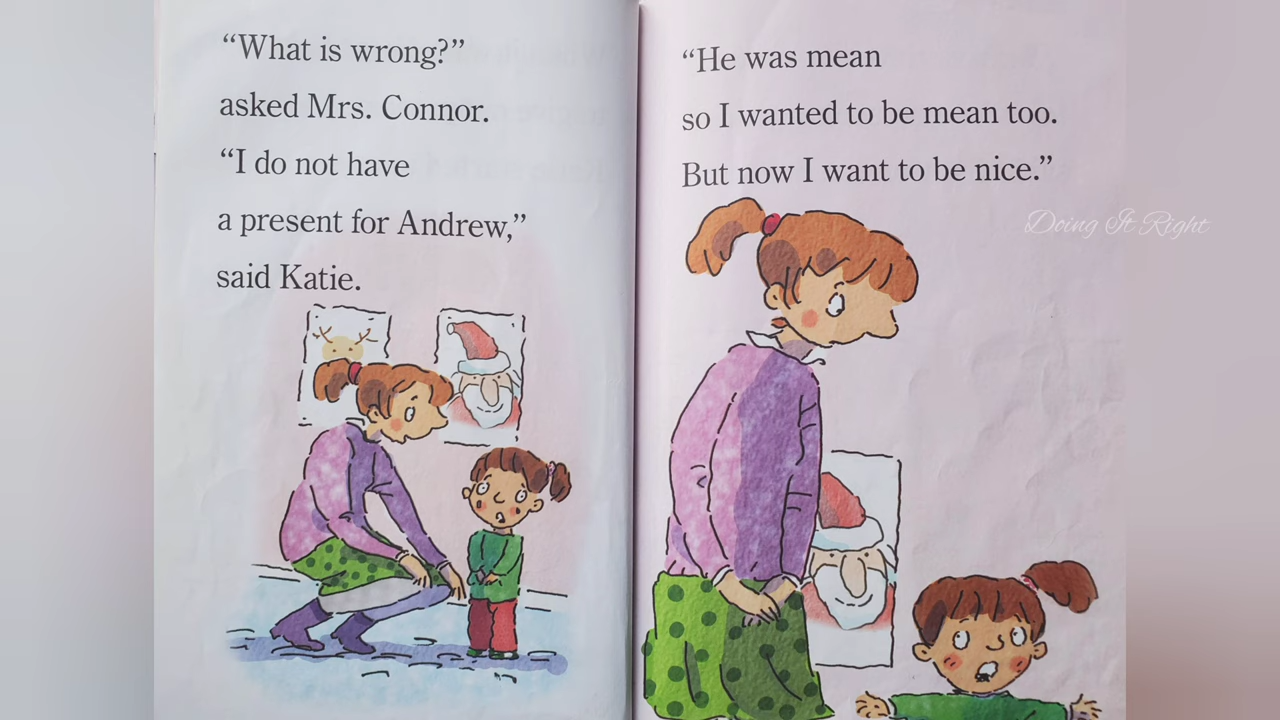 “What is wrong?”
asked Mrs. Connor.
“I do not have
a present for Andrew,”
said Katie.
“He was mean
so I wanted to be mean too.
But now I want to be nice.”
Doing It Right